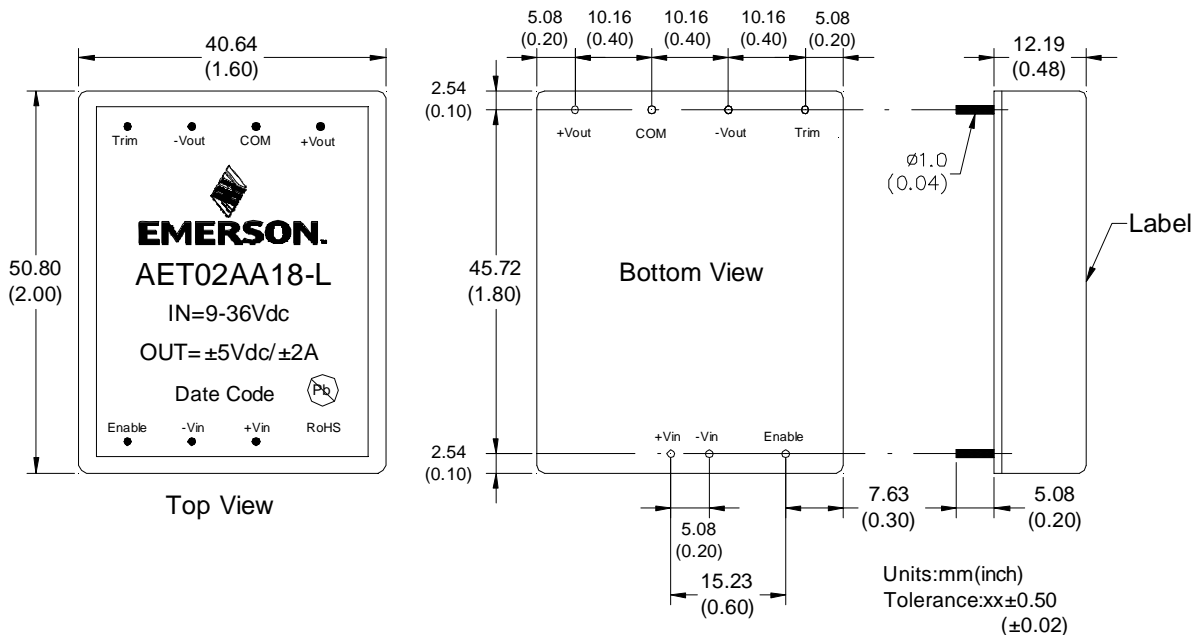 40.64
(1.60)
50.80
(2.00)
Trim
-Vout
COM
+Vout
EMERSON.
AET02AA18-L
IN=9-36Vdc
OUT=±5Vdc/±2A
Date Code
Pb
Enable
-Vin
+Vin
RoHS
Top View
5.08
(0.20)
10.16
(0.40)
10.16
(0.40)
10.16
(0.40)
5.08
(0.20)
2.54
(0.10)
+Vout
COM
-Vout
Trim
45.72
(1.80)
Bottom View
2.54
(0.10)
+Vin
-Vin
Enable
5.08
(0.20)
15.23
(0.60)
7.63
(0.30)
12.19
(0.48)
ø1.0
(0.04)
Label
5.08
(0.20)
Units:mm(inch)
Tolerance:xx±0.50
(±0.02)